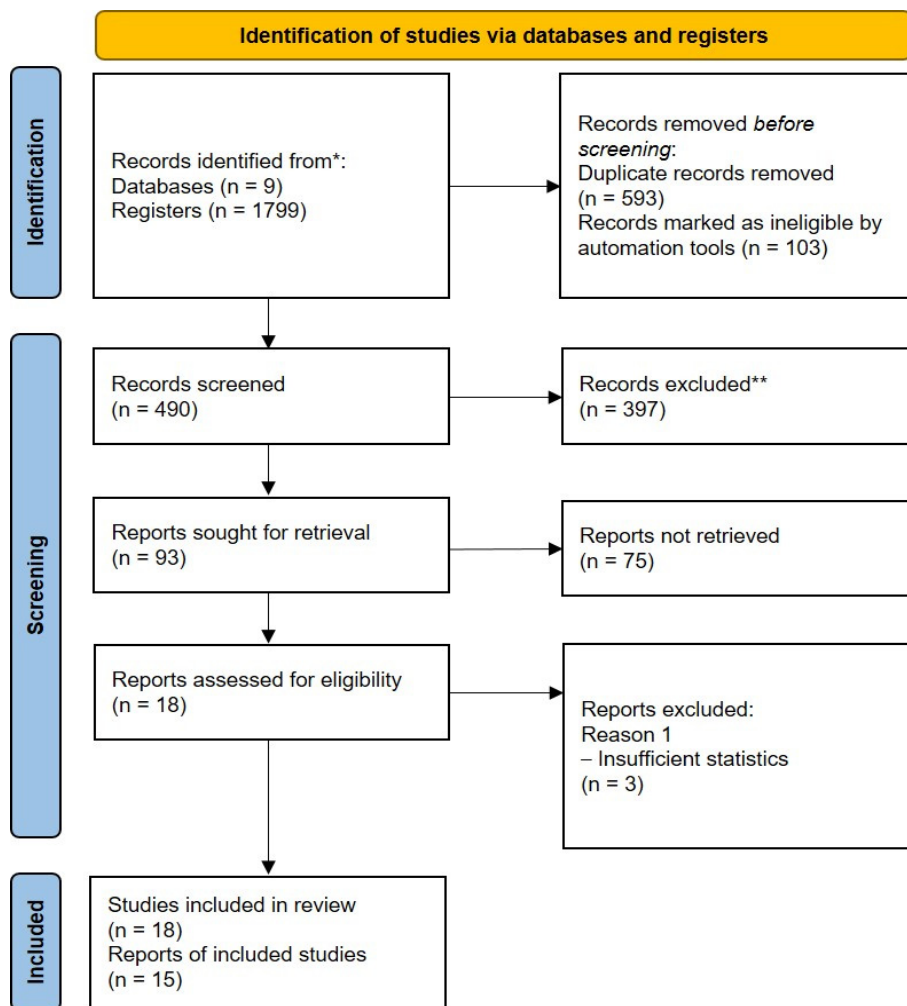 Identification of studies via databases and registers
Identification
Records identified from*:
Databases (n = 9)
Registers (n = 1799)
Records removed before
screening:
Duplicate records removed
(n = 593)
Records marked as ineligible by
automation tools (n = 103)
Screening
Records screened
(n = 490)
Records excluded**
(n = 397)
Reports sought for retrieval
(n = 93)
Reports not retrieved
(n = 75)
Reports assessed for eligibility
(n = 18)
Reports excluded:
Reason 1
– Insufficient statistics
(n = 3)
Included
Studies included in review
(n = 18)
Reports of included studies
(n = 15)